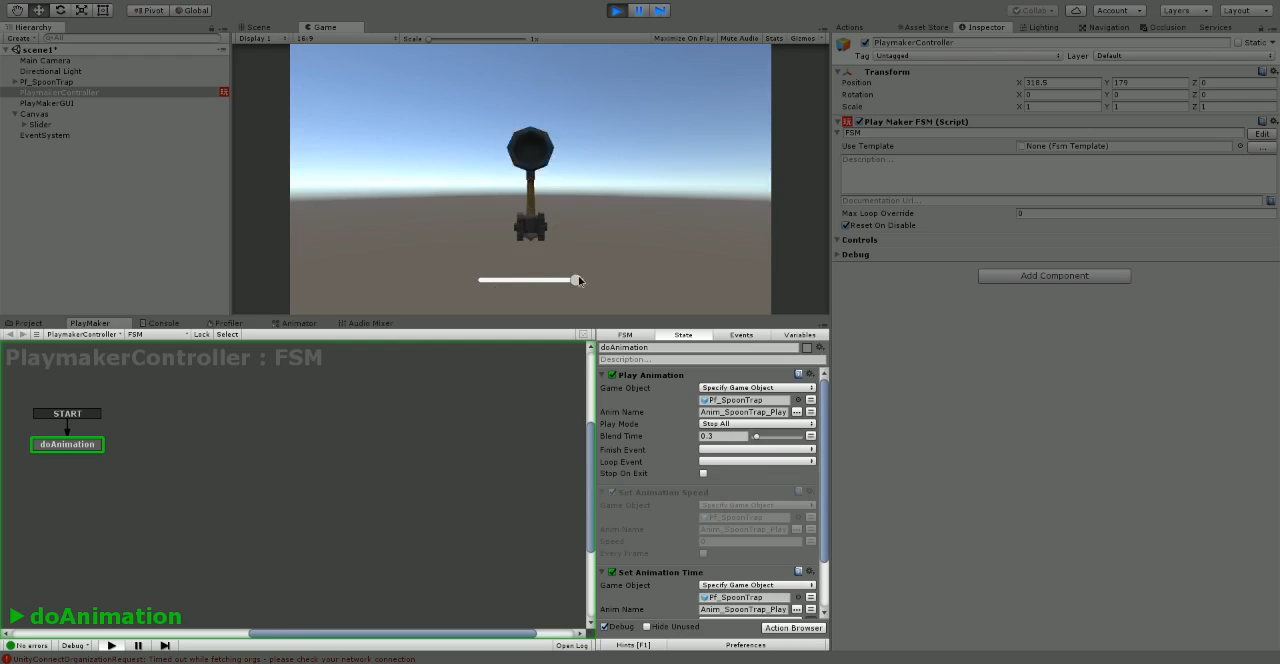 Pivot Global
Collab Account Layers Layout
Hierarchy
Create All
scene1*
Main Camera
Directional Light
Pf_SpoonTrap
PlaymakerController
PlayMakerGUI
Canvas
Slider
EventSystem
Scene Game
Display 1 16:9 Scale 1x Maximize On Play Mute Audio Stats Gizmos
Actions Asset Store Inspector Lighting Navigation Occlusion Services
PlaymakerController Static
Tag Untagged Layer Default
Transform
Position X 318.5 Y 179 Z 0
Rotation X 0 Y 0 Z 0
Scale X 1 Y 1 Z 1
Play Maker FSM (Script)
FSM Edit
Use Template None (Fsm Template) ...
Description...
Documentation Url...
Max Loop Override 0
Reset On Disable
Controls
Debug
Add Component
Project PlayMaker Console Profiler Animator Audio Mixer
PlaymakerController FSM Lock Select
PlaymakerController : FSM
START
doAnimation
doAnimation
No errors Debug Open Log
FSM State Events Variables
doAnimation
Description...
Play Animation
Game Object Specify Game Object
Pf_SpoonTrap
Anim Name Anim_SpoonTrap_Play ...
Play Mode Stop All
Blend Time 0.3
Finish Event
Loop Event
Stop On Exit
Set Animation Speed
Game Object Specify Game Object
Pf_SpoonTrap
Anim Name Anim_SpoonTrap_Play ...
Speed 0
Every Frame
Set Animation Time
Game Object Specify Game Object
Pf_SpoonTrap
Anim Name Anim_SpoonTrap_Play ...
Debug Hide Unused Action Browser
Hints [F1] Preferences
UnityConnectOrganizationRequest: Timed out while fetching orgs - please check your network connection